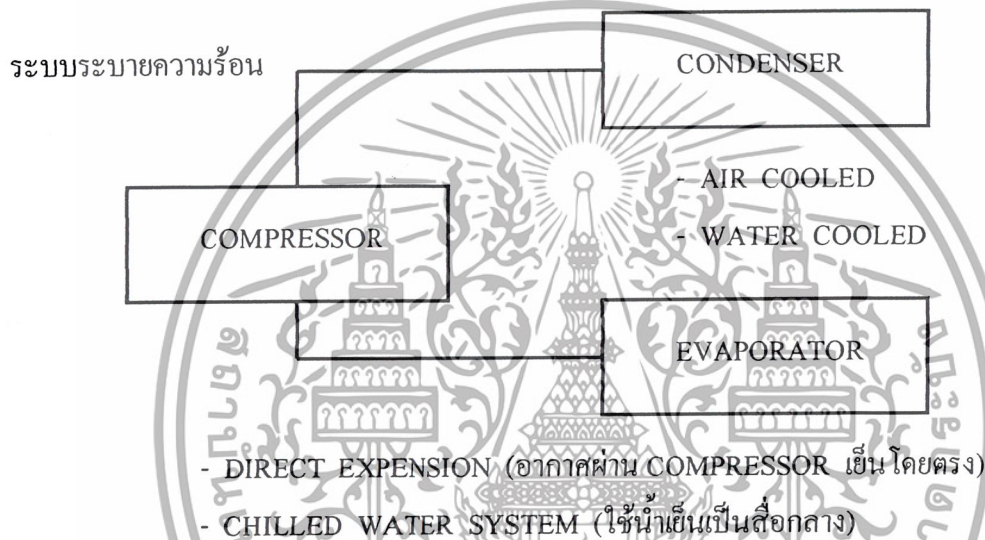 ระบบระบายความร้อน
CONDENSER
- AIR COOLED
- WATER COOLED
COMPRESSOR
EVAPORATOR
- DIRECT EXPENSION (อากาศผ่าน COMPRESSOR เย็นโดยตรง)
- CHILLED WATER SYSTEM (ใช้น้ำเย็นเป็นสื่อกลาง)